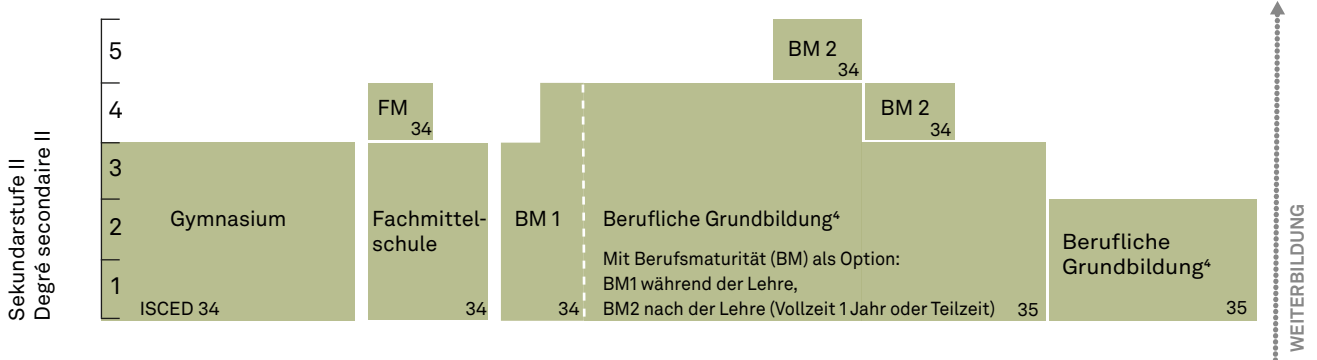 Sekundarstufe II
Degré secondaire II
5
4
3
2
1
Gymnasium
ISCED 34
FM
34
Fachmittel-
schule
34
BM 1
34
BM 2
34
BM 2
34
Berufliche Grundbildung⁴
Mit Berufsmaturität (BM) als Option:
BM1 während der Lehre,
BM2 nach der Lehre (Vollzeit 1 Jahr oder Teilzeit)
35
Berufliche
Grundbildung⁴
35
WEITERBILDUNG